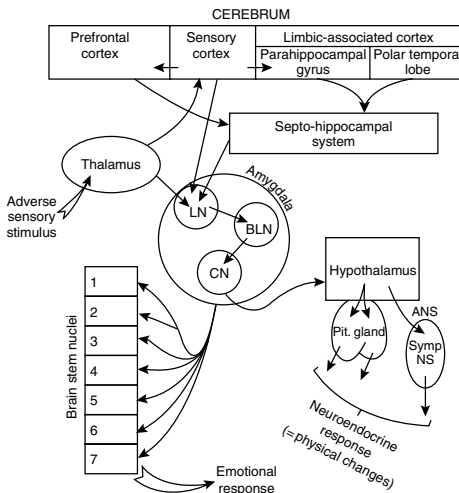 CEREBRUM
Prefrontal
cortex
Sensory
cortex
Limbic-associated cortex
Parahippocampal
gyrus
Polar temporal
lobe
Septo-hippocampal
system
Thalamus
Adverse
sensory
stimulus
Amygdala
LN
BLN
CN
Hypothalamus
Pit. gland
ANS
Symp
NS
Brain stem nuclei
1
2
3
4
5
6
7
Neuroendocrine
response
(=physical changes)
Emotional
response